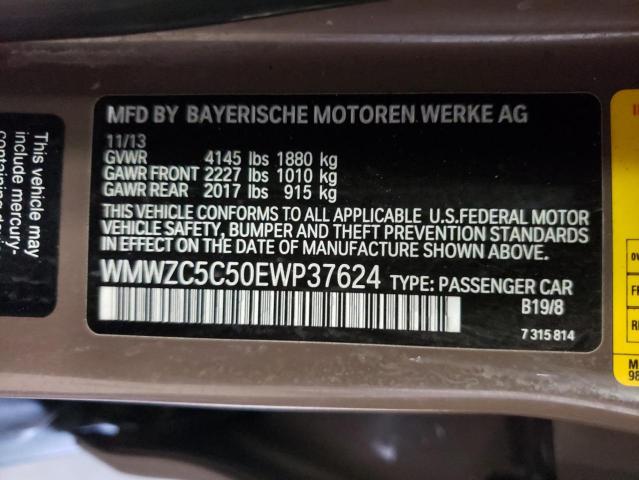 MFD BY BAYERISCHE MOTOREN WERKE AG
11/13
GVWR 4145 lbs 1880 kg
GAWR FRONT 2227 lbs 1010 kg
GAWR REAR 2017 lbs 915 kg
THIS VEHICLE CONFORMS TO ALL APPLICABLE U.S.FEDERAL MOTOR
VEHICLE SAFETY, BUMPER AND THEFT PREVENTION STANDARDS
IN EFFECT ON THE DATE OF MANUFACTURE SHOWN ABOVE.
WMWZC5C50EWP37624 TYPE: PASSENGER CAR
B19/8
7 315 814
This vehicle may
include mercury-
containing